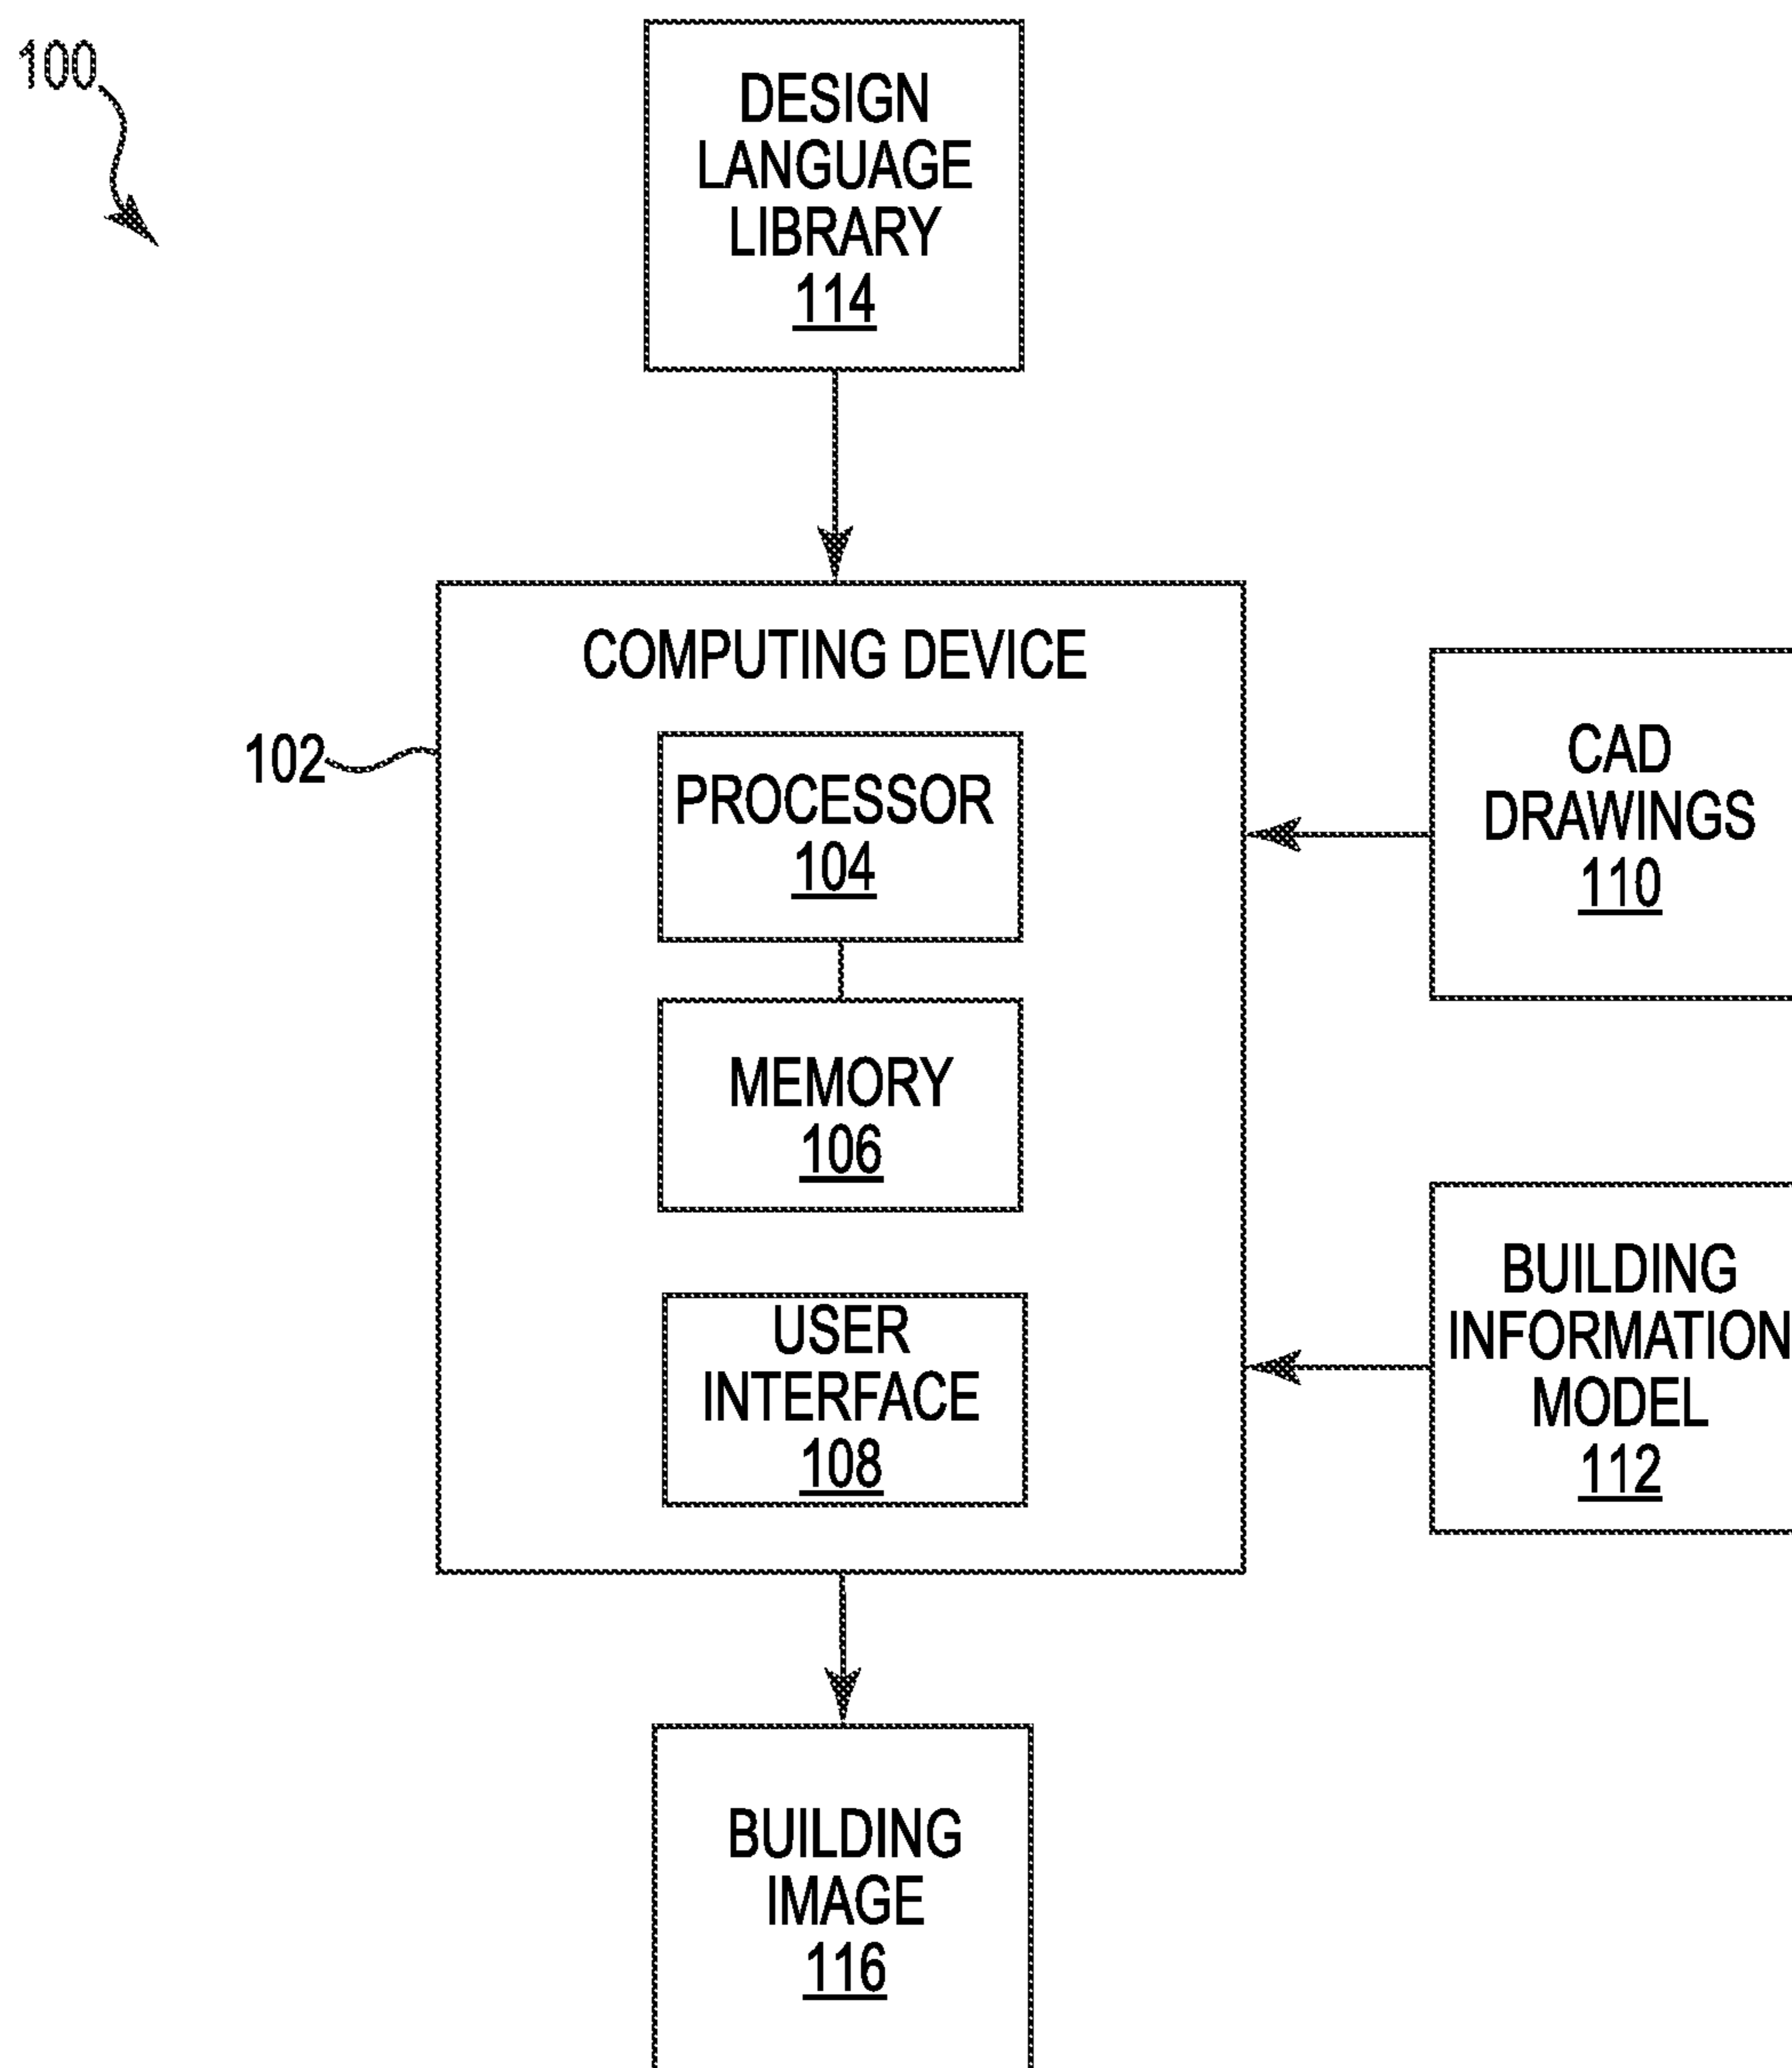 100
DESIGN
LANGUAGE
LIBRARY
114
COMPUTING DEVICE
102
PROCESSOR
104
MEMORY
106
USER
INTERFACE
108
CAD
DRAWINGS
110
BUILDING
INFORMATION
MODEL
112
BUILDING
IMAGE
116